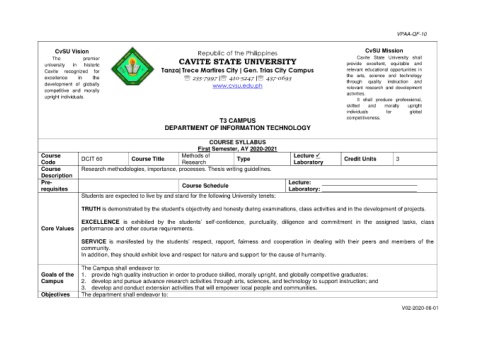 VPAA-QF-10
CvSU Vision
The premier
university in historic
Cavite recognized for
excellence in the
development of globally
competitive and morally
upright individuals.
Republic of the Philippines
CAVITE STATE UNIVERSITY
Tanza| Trece Martires City | Gen. Trias City Campus
☏ 235-7997 |☏ 410-5247 |☏ 437-0693
www.cvsu.edu.ph
CvSU Mission
Cavite State University shall
provide excellent, equitable and
relevant educational opportunities in
the arts, science and technology
through quality instruction and
relevant research and development
activities.
It shall produce professional,
skilled and morally upright
individuals for global
competitiveness.
T3 CAMPUS
DEPARTMENT OF INFORMATION TECHNOLOGY
COURSE SYLLABUS
First Semester, AY 2020-2021
Course Code DCIT 60 Course Title Methods of Research Type Lecture ✓ Laboratory Credit Units 3
Course Description Research methodologies, importance, processes. Thesis writing guidelines.
Pre-requisites Course Schedule Lecture: Laboratory:
Core Values
Students are expected to live by and stand for the following University tenets:
TRUTH is demonstrated by the student's objectivity and honesty during examinations, class activities and in the development of projects.
EXCELLENCE is exhibited by the students' self-confidence, punctuality, diligence and commitment in the assigned tasks, class
performance and other course requirements.
SERVICE is manifested by the students' respect, rapport, fairness and cooperation in dealing with their peers and members of the
community.
In addition, they should exhibit love and respect for nature and support for the cause of humanity.
Goals of the Campus
The Campus shall endeavor to:
1. provide high quality instruction in order to produce skilled, morally upright, and globally competitive graduates;
2. develop and pursue advance research activities through arts, sciences, and technology to support instruction; and
3. develop and conduct extension activities that will empower local people and communities.
Objectives The department shall endeavor to:
V02-2020-06-01